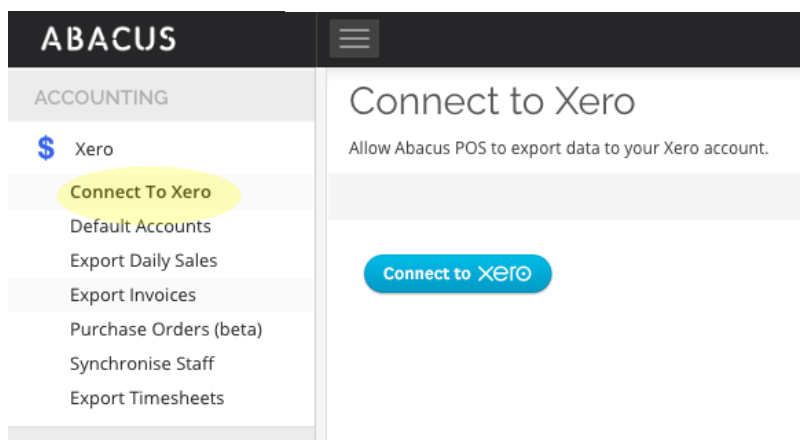 ABACUS
ACCOUNTING
$ Xero
Connect To Xero
Default Accounts
Export Daily Sales
Export Invoices
Purchase Orders (beta)
Synchronise Staff
Export Timesheets
Connect to Xero
Allow Abacus POS to export data to your Xero account.
Connect to xero